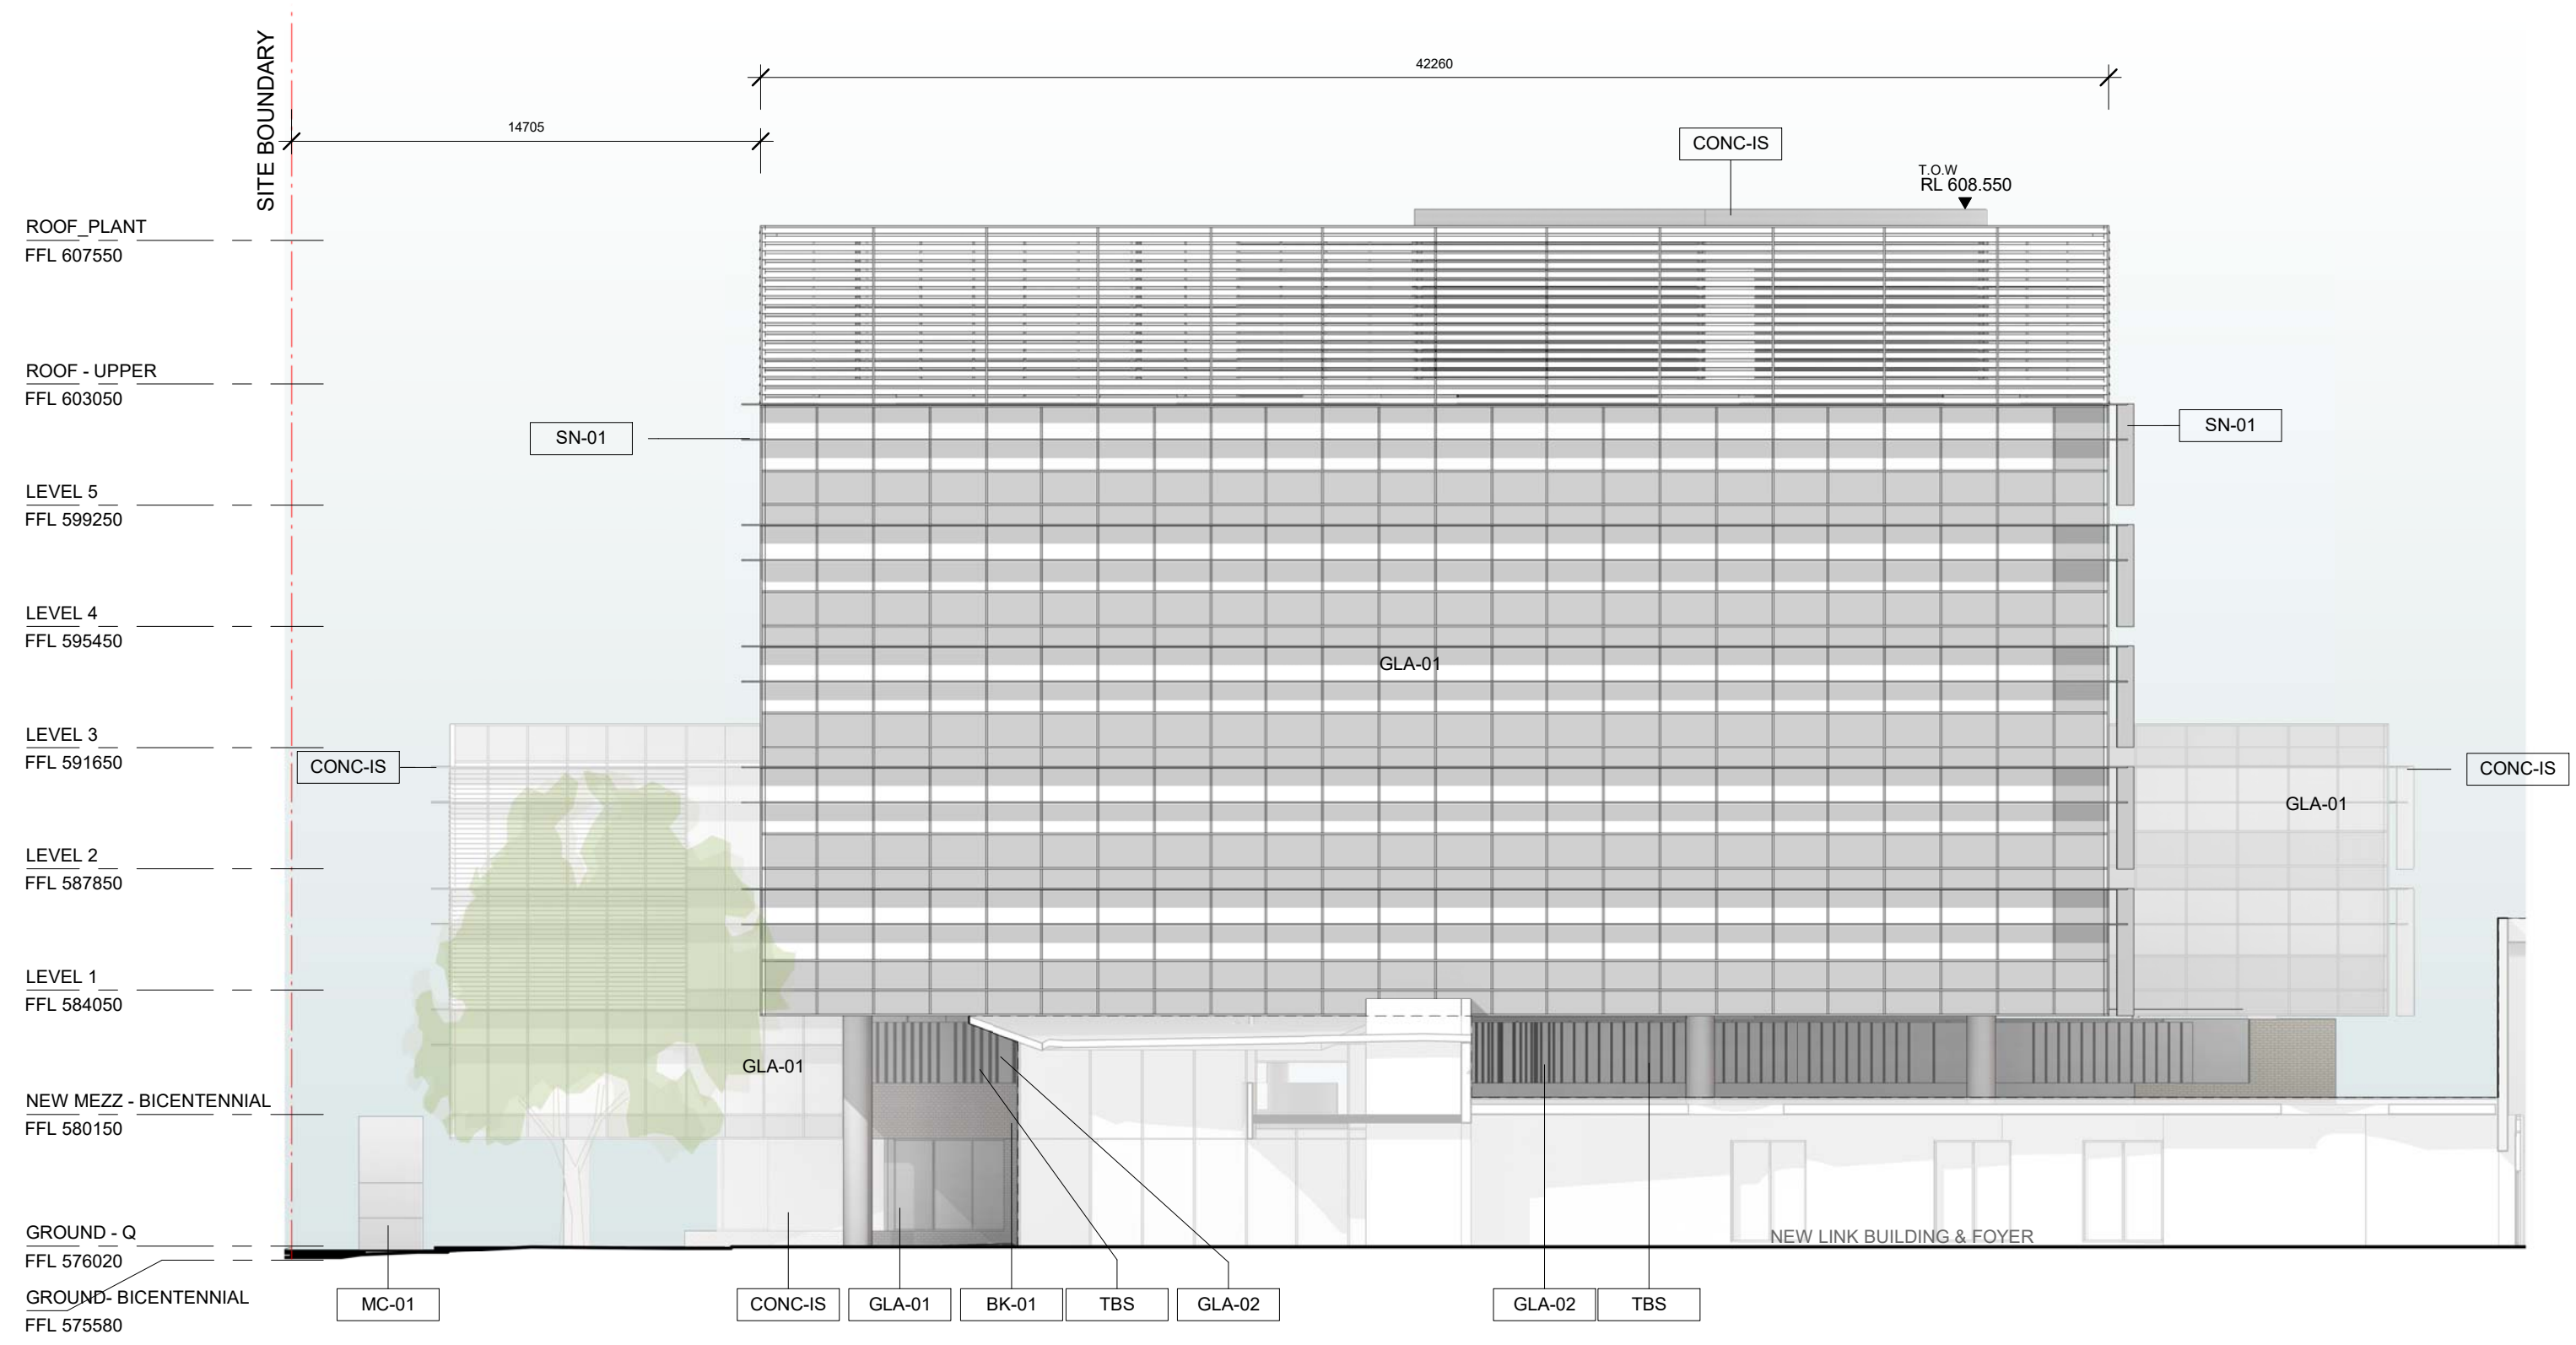 SITE BOUNDARY
42260
14705
CONC-IS
T.O.W
RL 608.550
ROOF_PLANT
FFL 607550
ROOF - UPPER
FFL 603050
SN-01
SN-01
LEVEL 5
FFL 599250
LEVEL 4
FFL 595450
GLA-01
LEVEL 3
FFL 591650
CONC-IS
CONC-IS
GLA-01
LEVEL 2
FFL 587850
LEVEL 1
FFL 584050
GLA-01
NEW MEZZ - BICENTENNIAL
FFL 580150
GROUND - Q
FFL 576020
NEW LINK BUILDING & FOYER
GROUND- BICENTENNIAL
FFL 575580
MC-01
CONC-IS
GLA-01
BK-01
TBS
GLA-02
GLA-02
TBS